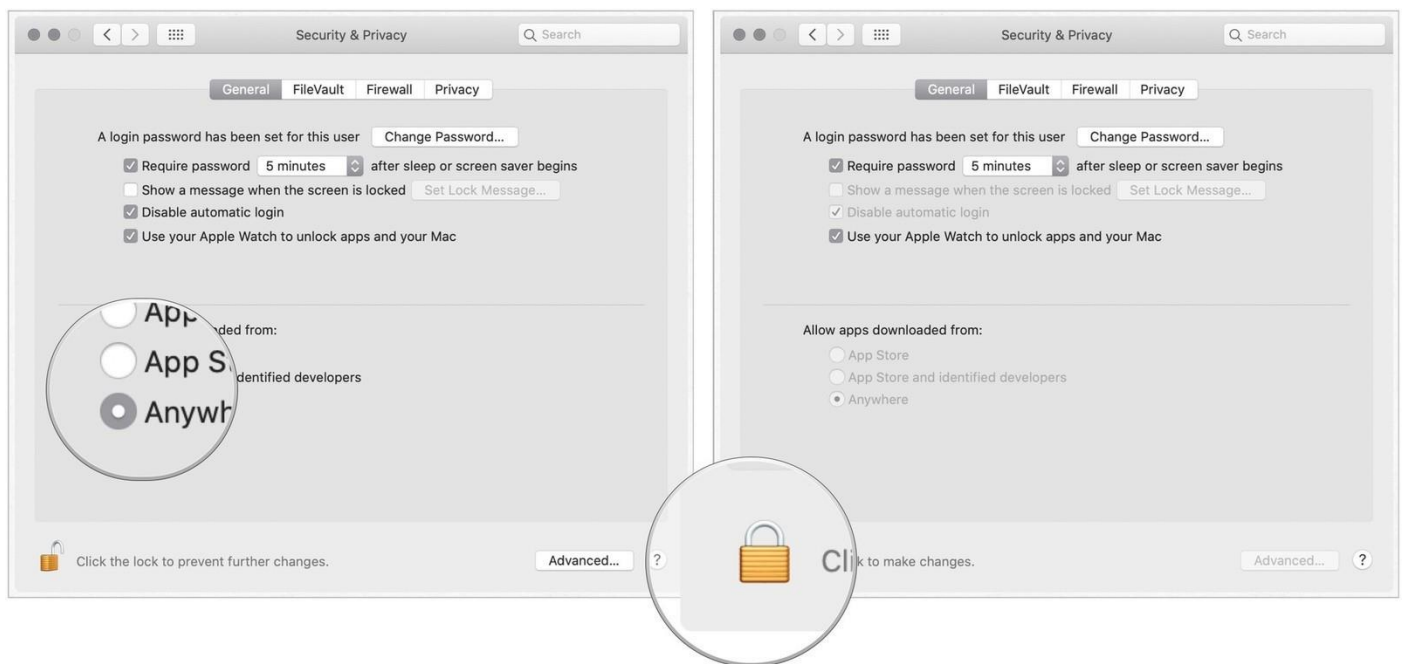 Security & Privacy
Search
General FileVault Firewall Privacy
A login password has been set for this user Change Password...
Require password 5 minutes after sleep or screen saver begins
Show a message when the screen is locked Set Lock Message...
Disable automatic login
Use your Apple Watch to unlock apps and your Mac
App
ded from:
App S
dentified developers
Anywh
Click the lock to prevent further changes.
Advanced... ?
Security & Privacy
Search
General FileVault Firewall Privacy
A login password has been set for this user Change Password...
Require password 5 minutes after sleep or screen saver begins
Show a message when the screen is locked Set Lock Message...
Disable automatic login
Use your Apple Watch to unlock apps and your Mac
Allow apps downloaded from:
App Store
App Store and identified developers
Anywhere
Cli k to make changes.
Advanced... ?